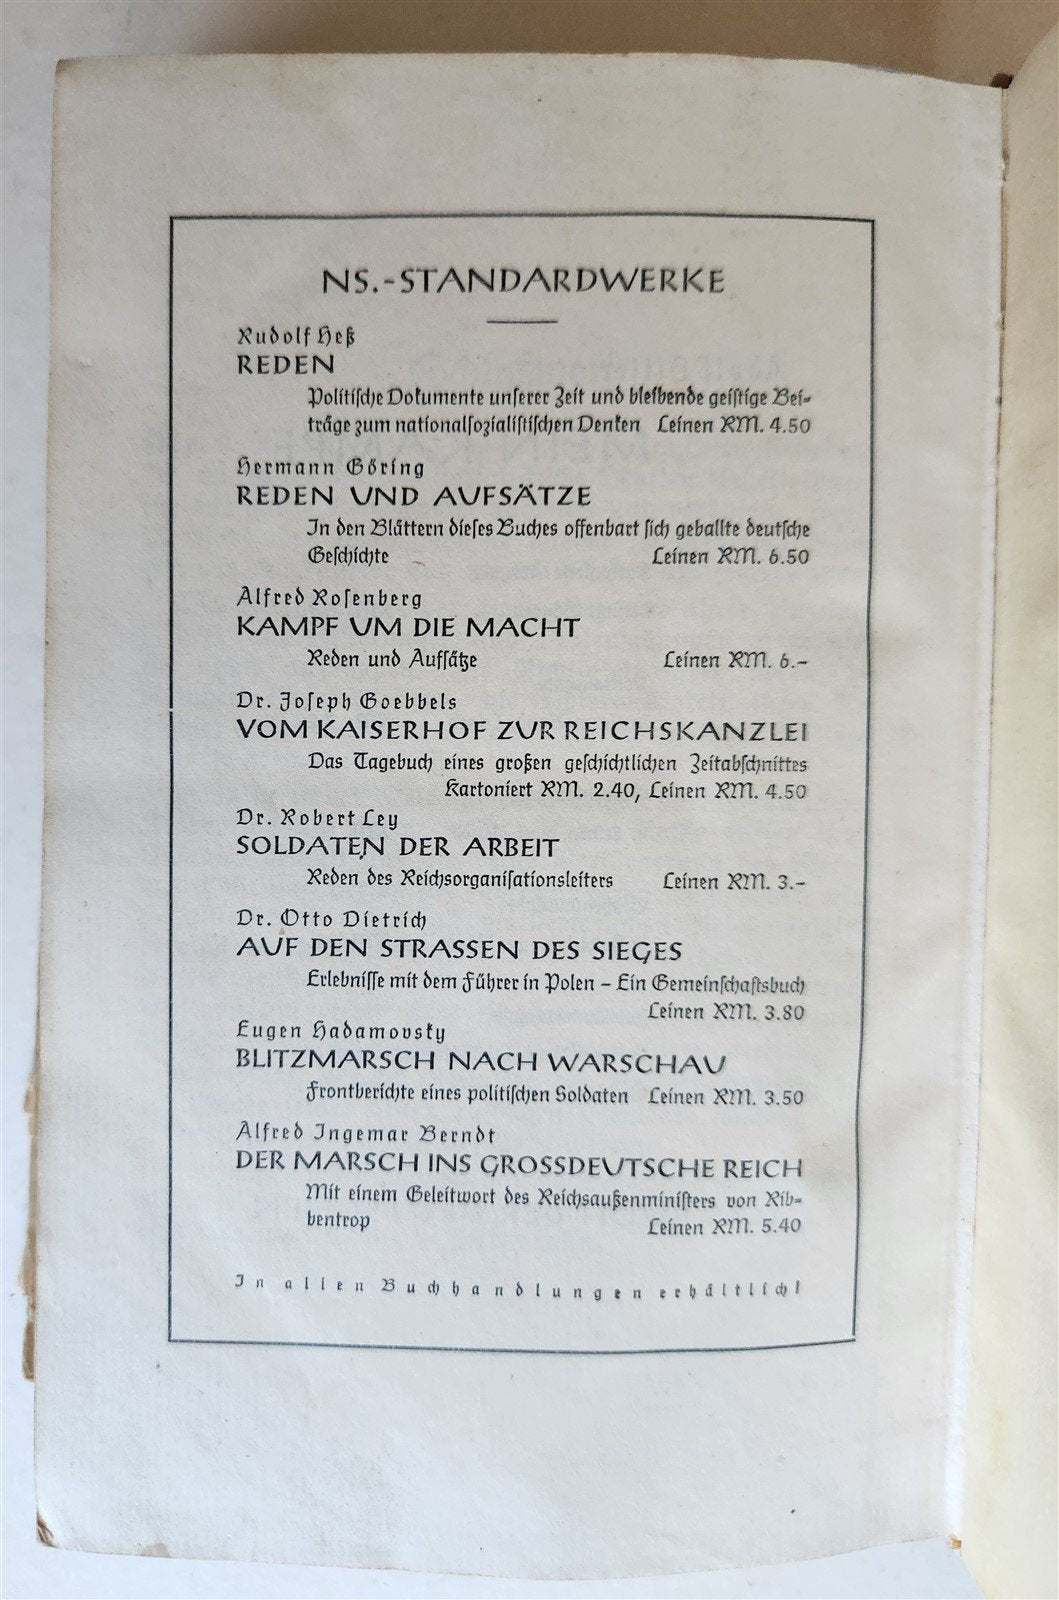 NS.-STANDARDWERKE
Rudolf Heß
REDEN
Politische Dokumente unserer Zeit und bleibende geistige Bei-
träge zum nationalsozialistischen Denken Leinen RM. 4.50
Hermann Göring
REDEN UND AUFSÄTZE
In den Blättern dieses Buches offenbart sich geballte deutsche
Geschichte Leinen RM. 6.50
Alfred Rosenberg
KAMPF UM DIE MACHT
Reden und Aufsätze Leinen RM. 6.–
Dr. Joseph Goebbels
VOM KAISERHOF ZUR REICHSKANZLEI
Das Tagebuch eines großen geschichtlichen Zeitabschnittes
Kartoniert RM. 2.40, Leinen RM. 4.50
Dr. Robert Ley
SOLDATEN DER ARBEIT
Reden des Reichsorganisationsleiters Leinen RM. 3.–
Dr. Otto Dietrich
AUF DEN STRASSEN DES SIEGES
Erlebnisse mit dem Führer in Polen – Ein Gemeinschaftsbuch
Leinen RM. 3.80
Eugen Hadamovsky
BLITZMARSCH NACH WARSCHAU
Frontberichte eines politischen Soldaten Leinen RM. 3.50
Alfred Ingemar Berndt
DER MARSCH INS GROSSDEUTSCHE REICH
Mit einem Geleitwort des Reichsaußenministers von Rib-
bentrop Leinen RM. 5.40
In allen Buchhandlungen erhältlich!